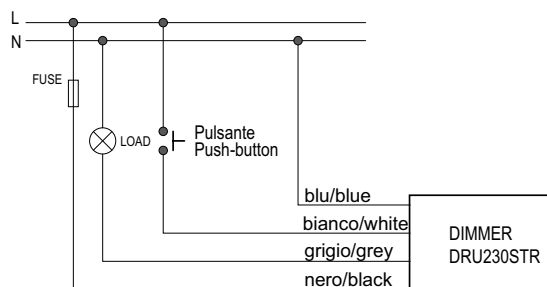 L
N
FUSE
LOAD
Pulsante
Push-button
blu/blue
bianco/white
grigio/grey
nero/black
DIMMER
DRU230STR